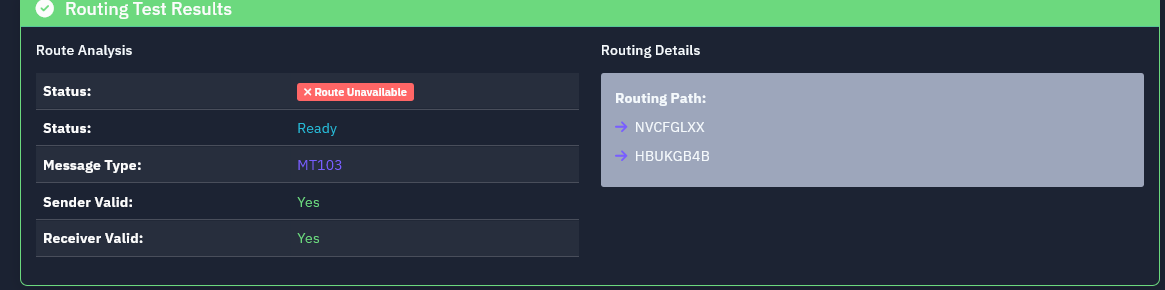 Routing Test Results
Route Analysis
Status: ✕ Route Unavailable
Status: Ready
Message Type: MT103
Sender Valid: Yes
Receiver Valid: Yes
Routing Details
Routing Path:
→ NVCFGLXX
→ HBUKGB4B